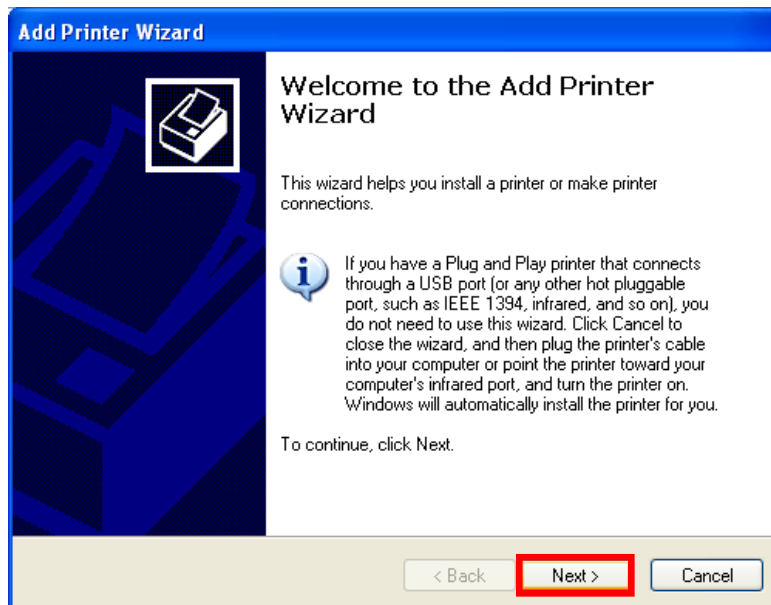 Add Printer Wizard
Welcome to the Add Printer
Wizard
This wizard helps you install a printer or make printer
connections.
If you have a Plug and Play printer that connects
through a USB port (or any other hot pluggable
port, such as IEEE 1394, infrared, and so on), you
do not need to use this wizard. Click Cancel to
close the wizard, and then plug the printer's cable
into your computer or point the printer toward your
computer's infrared port, and turn the printer on.
Windows will automatically install the printer for you.
To continue, click Next.
< Back Next > Cancel